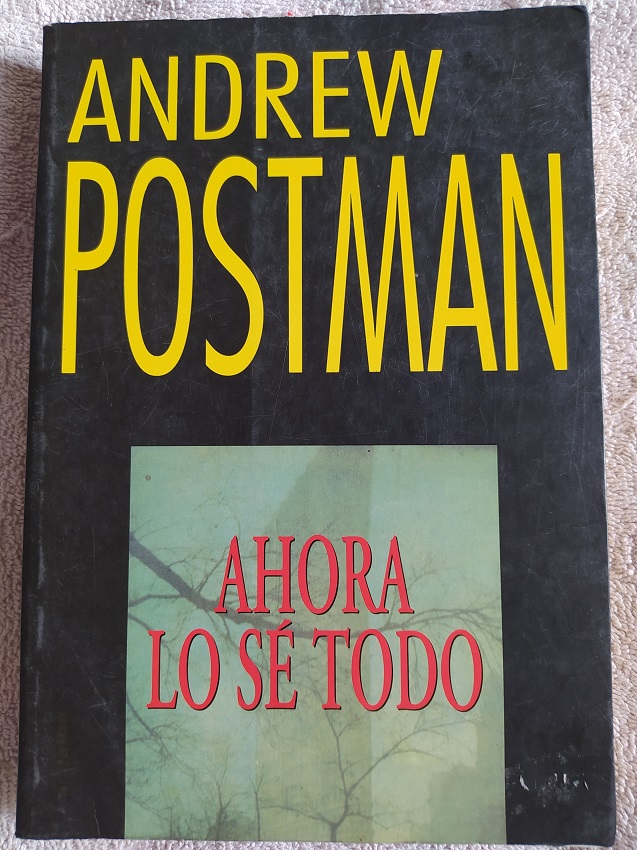 ANDREW
POSTMAN
AHORA
LO SÉ TODO